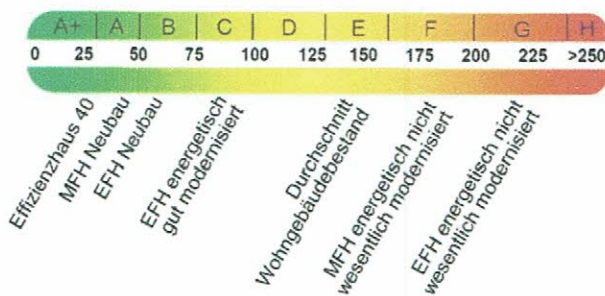 A+ A B C D E F G H
0 25 50 75 100 125 150 175 200 225 >250
Effizienzhaus 40
MFH Neubau
EFH Neubau
EFH energetisch
gut modernisiert
Durchschnitt
Wohngebäudebestand
MFH energetisch nicht
wesentlich modernisiert
EFH energetisch nicht
wesentlich modernisiert